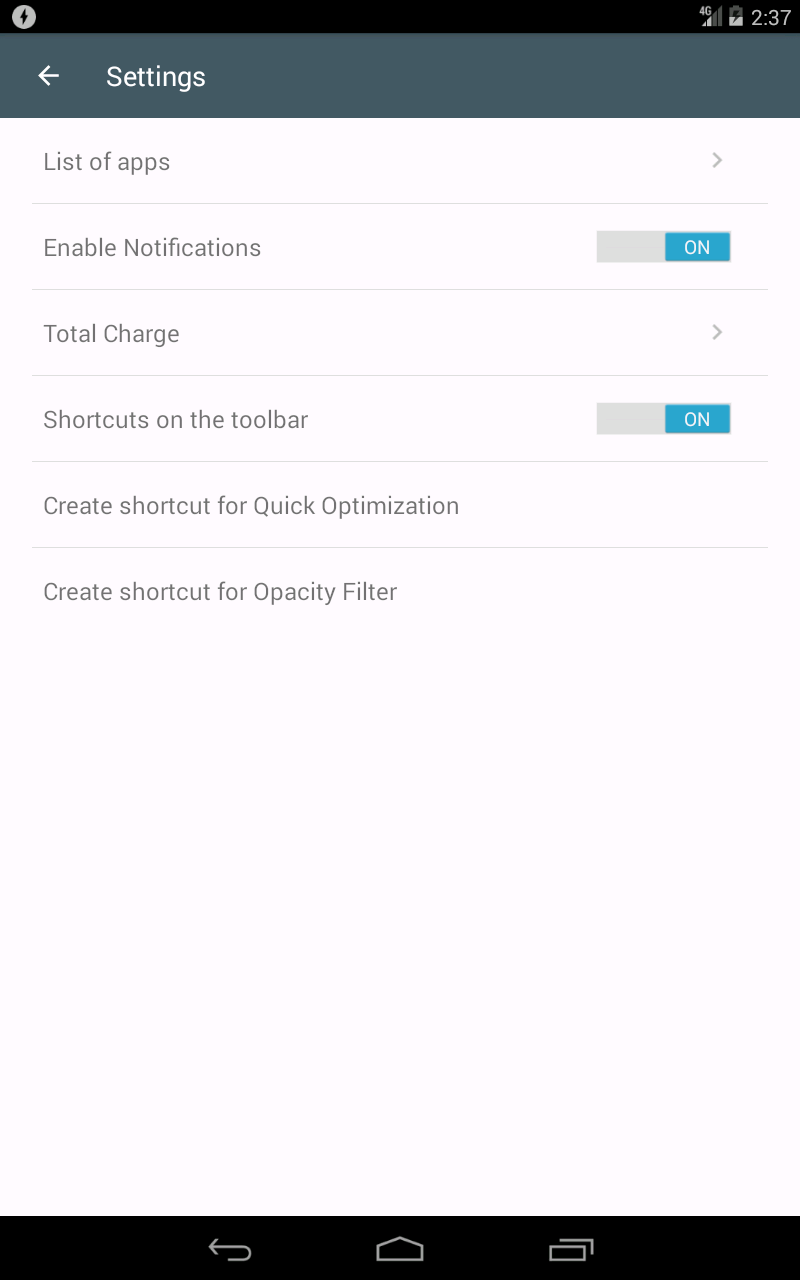 4G 2:37
Settings
List of apps
Enable Notifications ON
Total Charge
Shortcuts on the toolbar ON
Create shortcut for Quick Optimization
Create shortcut for Opacity Filter